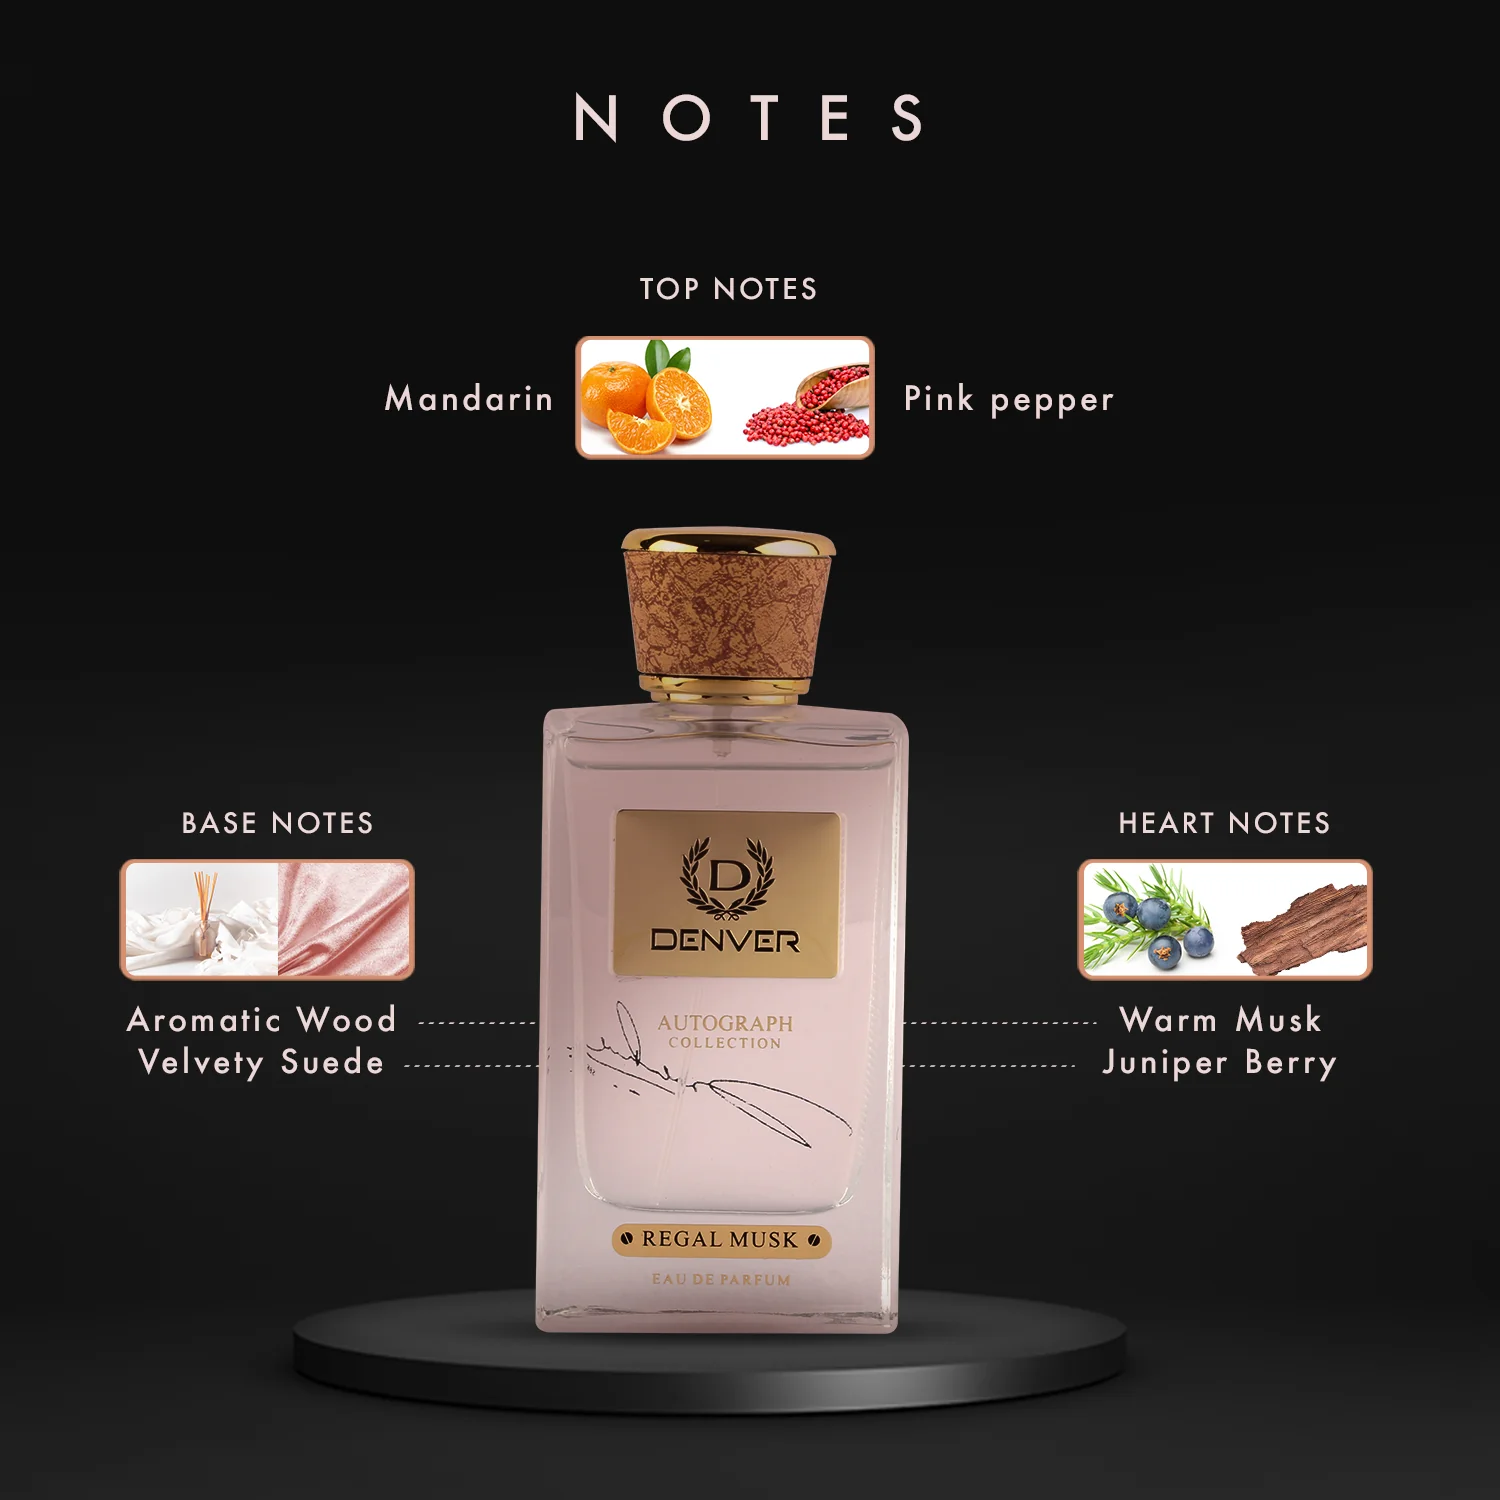 NOTES
TOP NOTES
Mandarin
Pink pepper
BASE NOTES
Aromatic Wood
Velvety Suede
HEART NOTES
Warm Musk
Juniper Berry
D
DENVER
AUTOGRAPH
COLLECTION
REGAL MUSK
EAU DE PARFUM